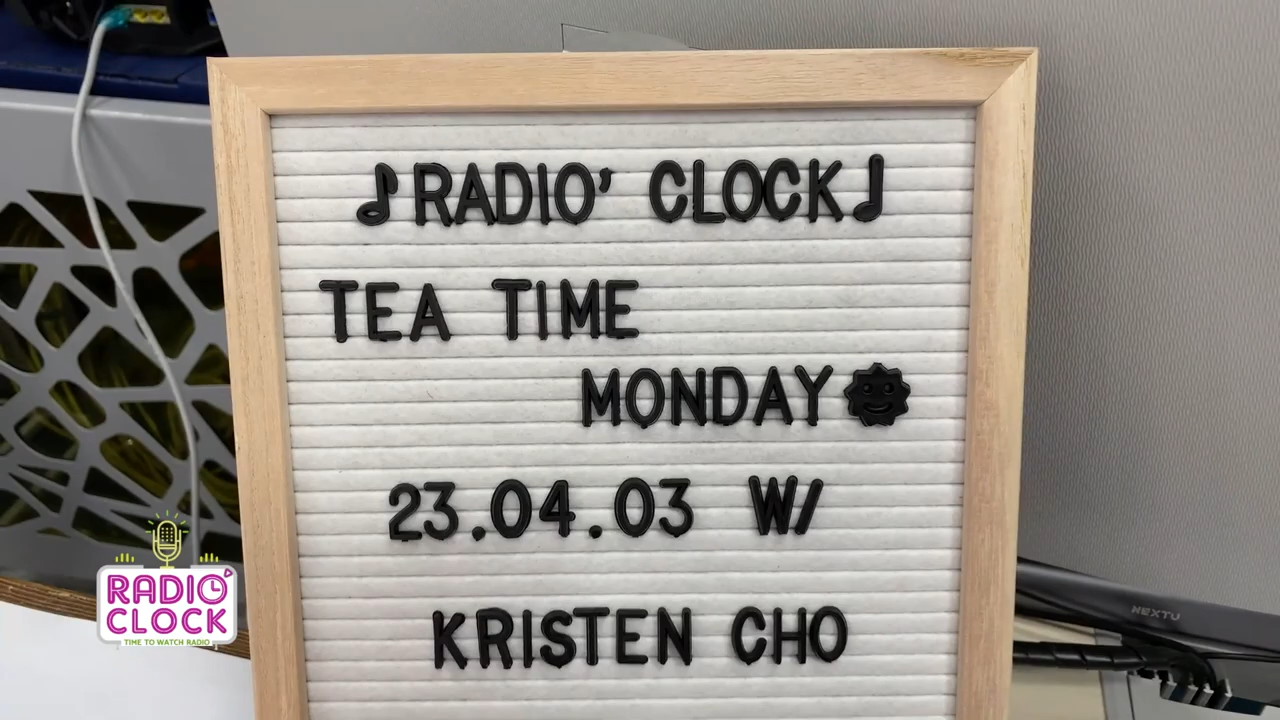 ♪RADIO' CLOCK♩
TEA TIME
MONDAY
23.04.03 W/
KRISTEN CHO
RADIO'
CLOCK
TIME TO WATCH RADIO
NEXTU